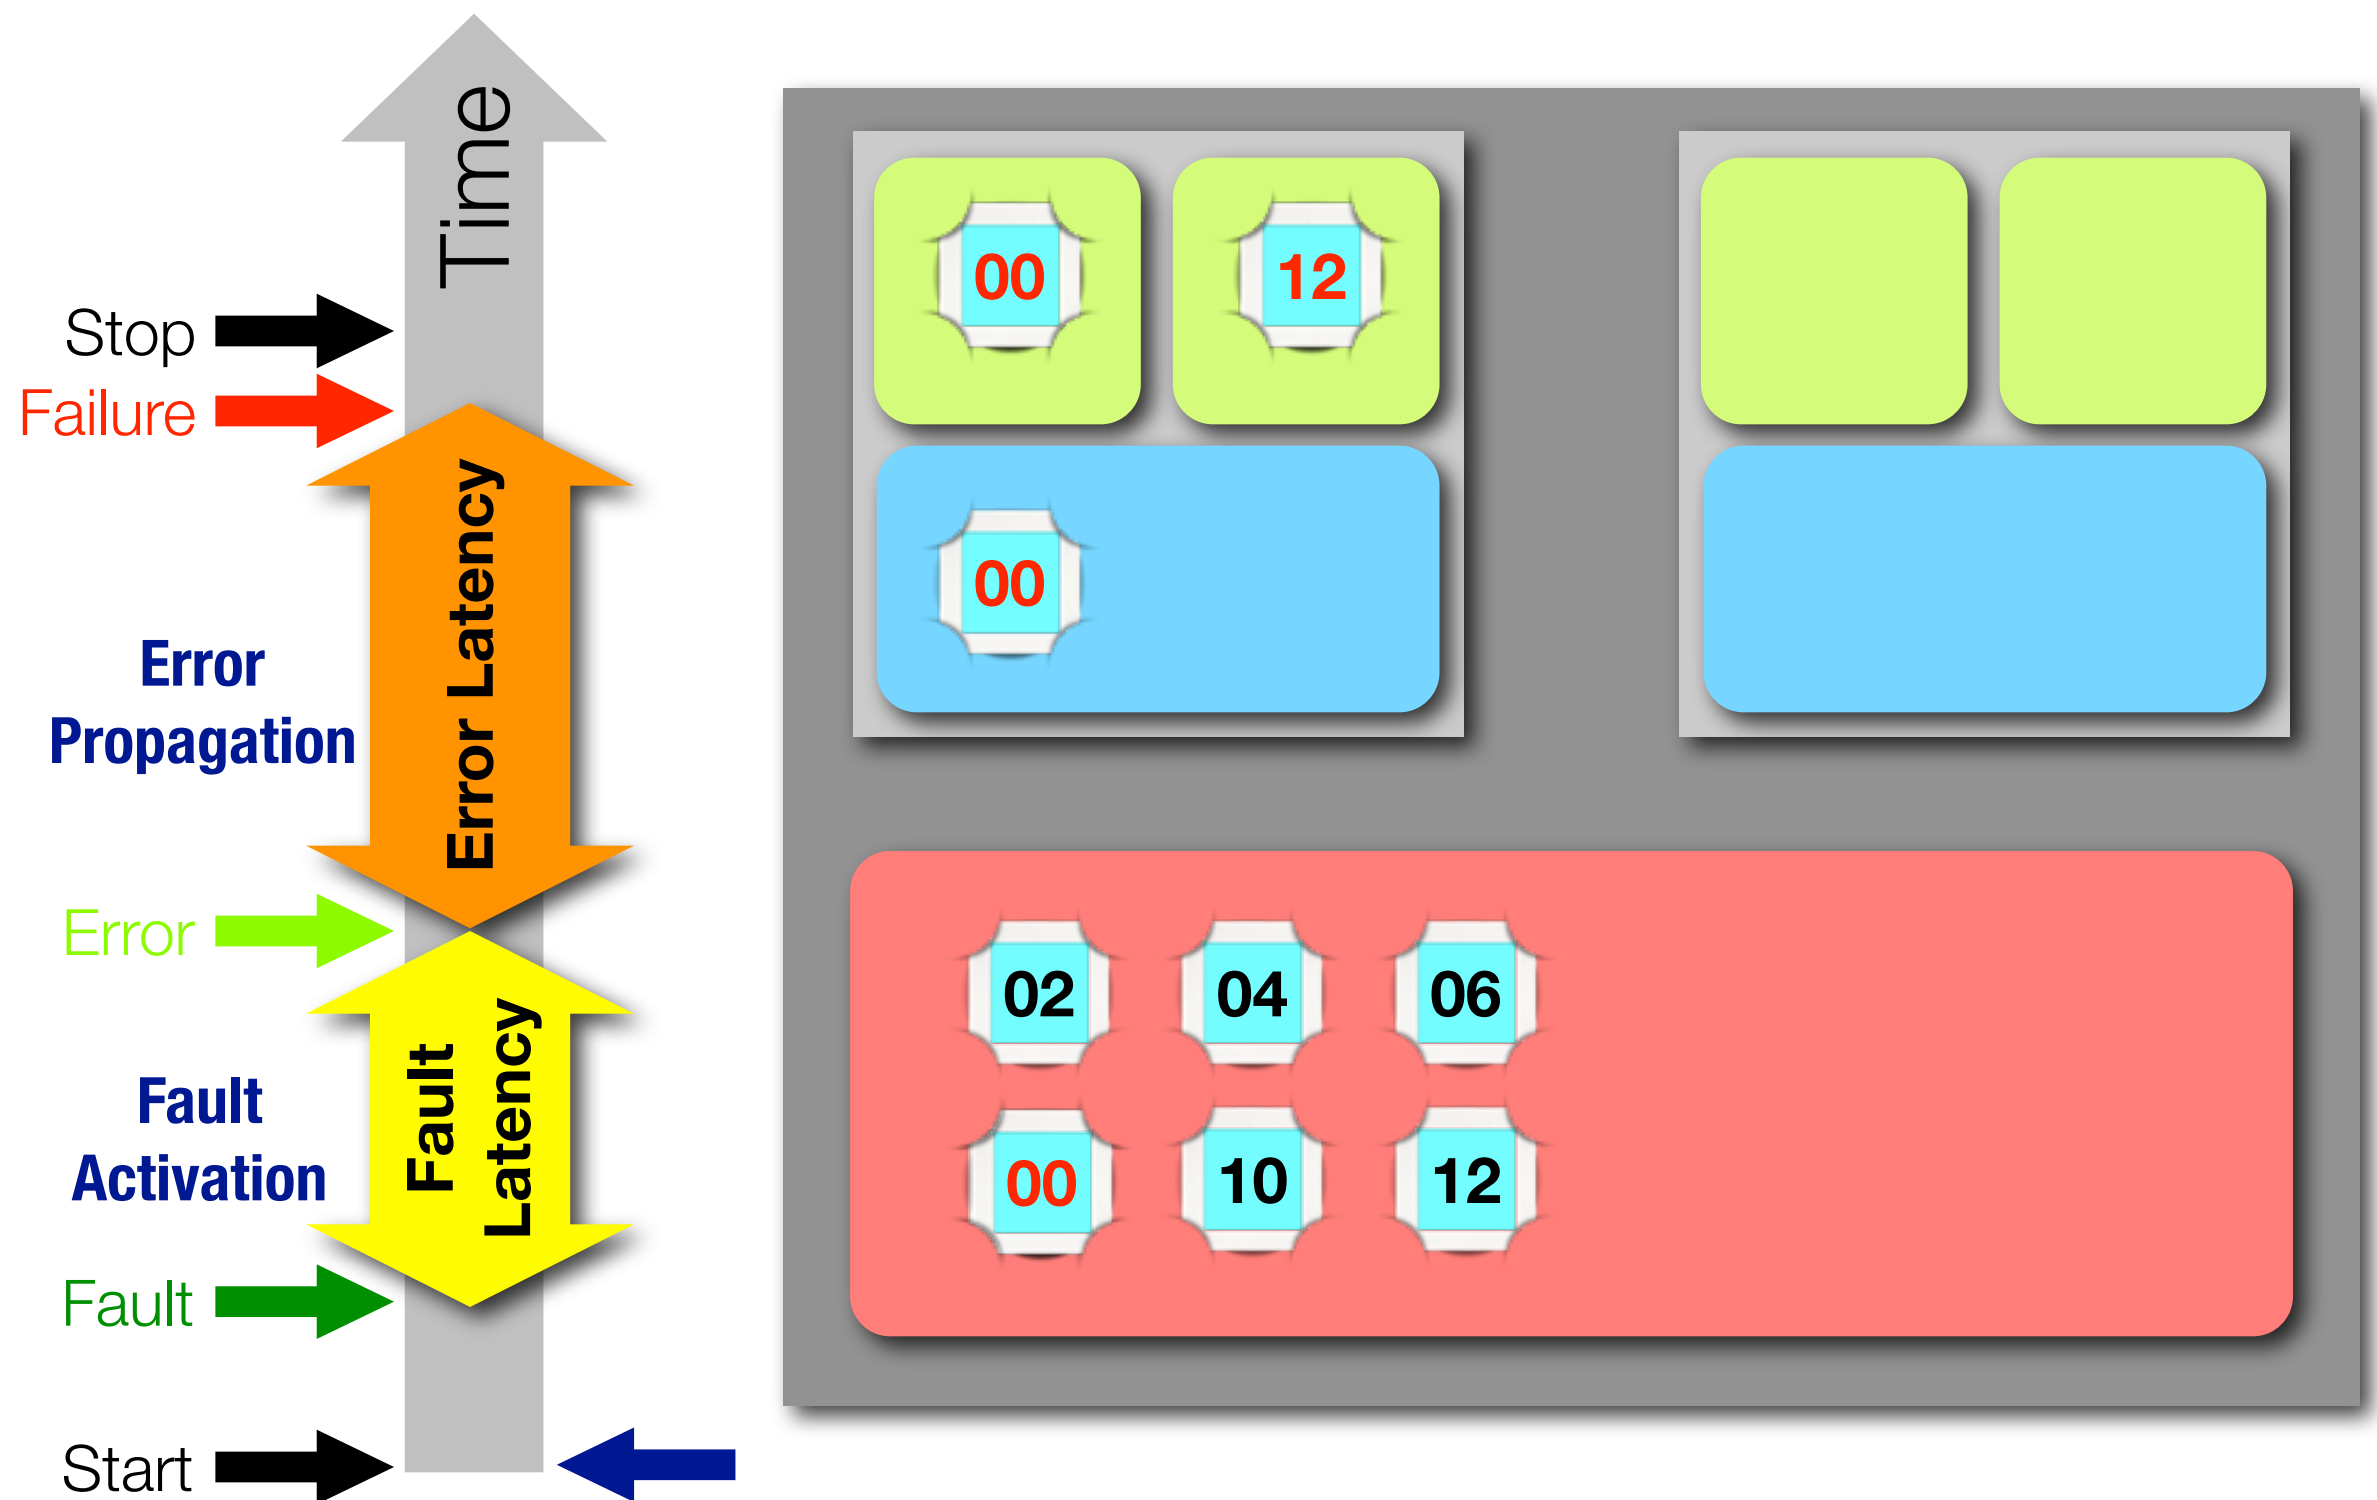 Time
Stop
Failure
Error Latency
Error
Propagation
Error
Fault
Latency
Fault
Activation
Fault
Start
00 12
00
02 04 06
00 10 12